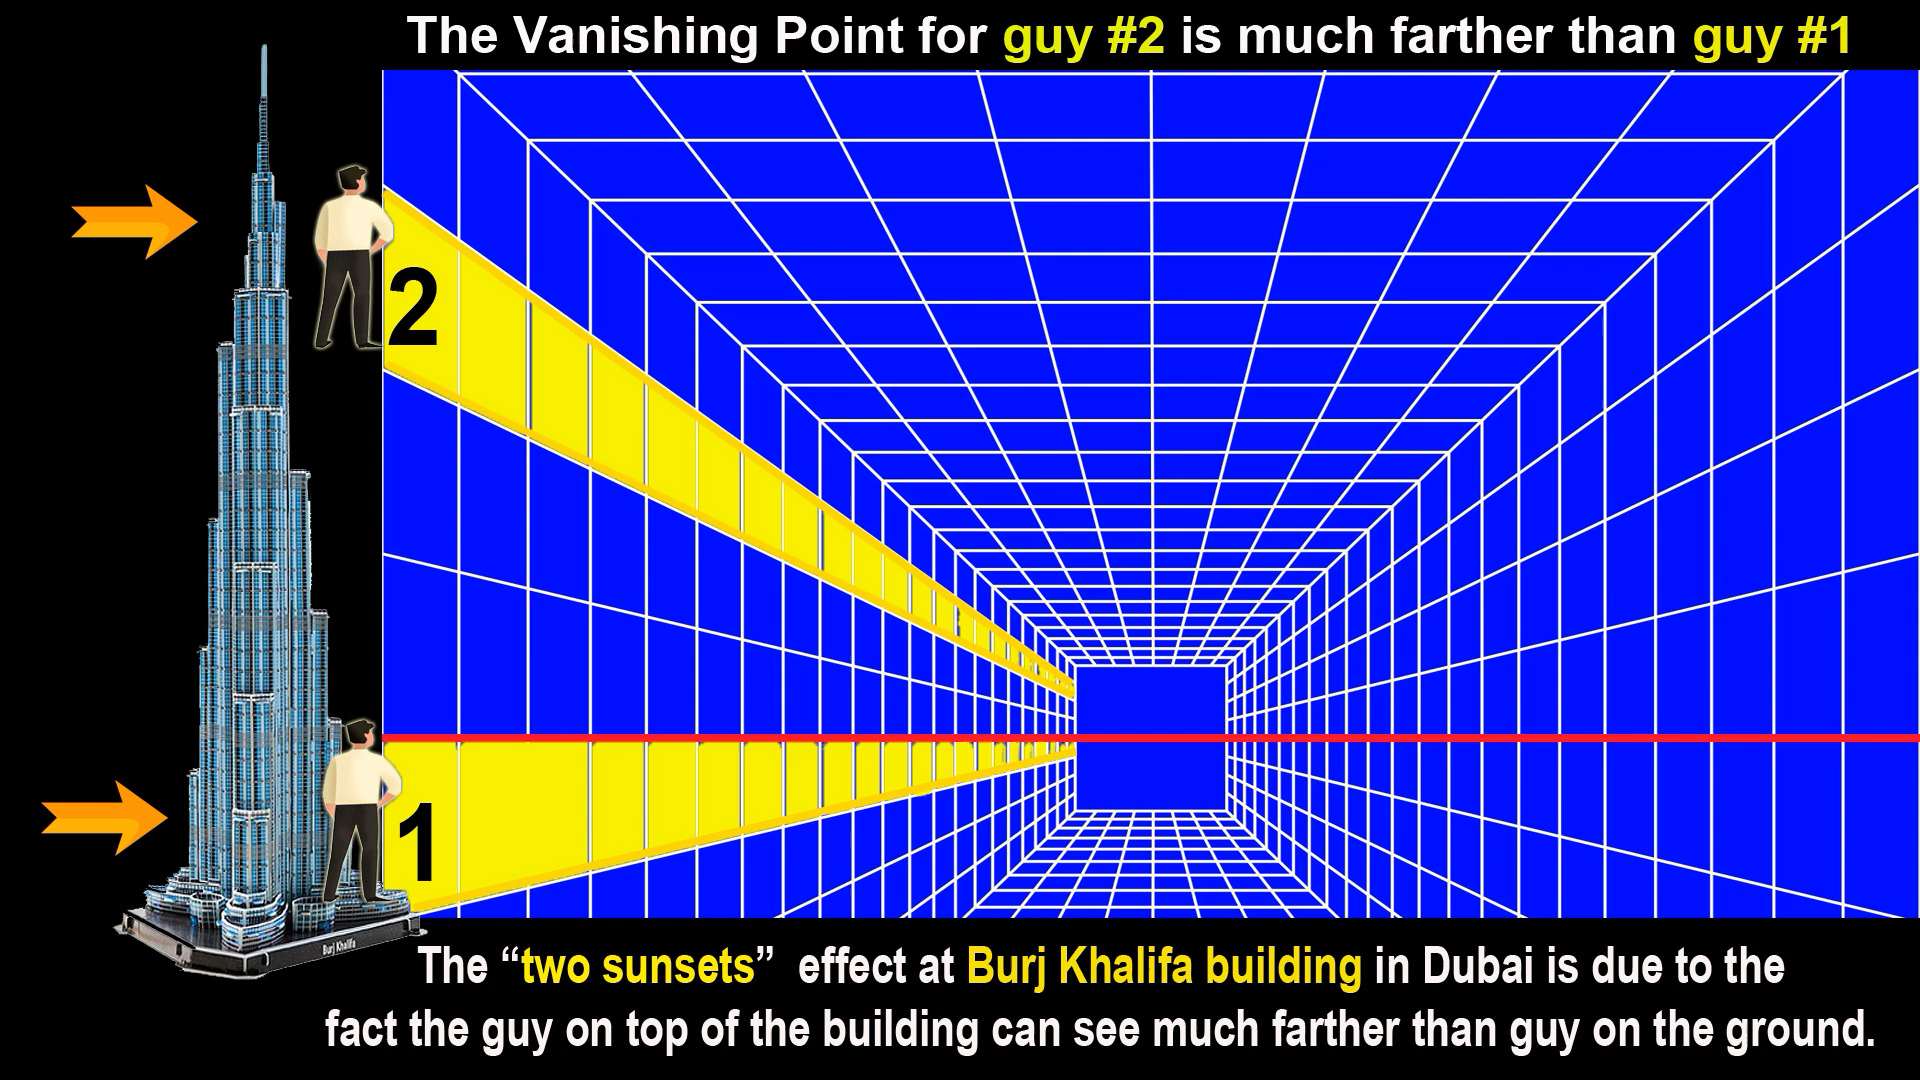 The Vanishing Point for guy #2 is much farther than guy #1
2
1
Burj Khalifa
The “two sunsets” effect at Burj Khalifa building in Dubai is due to the
fact the guy on top of the building can see much farther than guy on the ground.